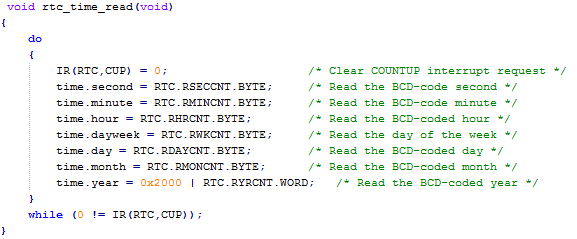 void rtc_time_read(void)
{
do
{
IR(RTC,CUP) = 0; /* Clear COUNTUP interrupt request */
time.second = RTC.RSECCNT.BYTE; /* Read the BCD-code second */
time.minute = RTC.RMINCNT.BYTE; /* Read the BCD-code minute */
time.hour = RTC.RHRCNT.BYTE; /* Read the BCD-coded hour */
time.dayweek = RTC.RWKCNT.BYTE; /* Read the day of the week */
time.day = RTC.RDAYCNT.BYTE; /* Read the BCD-coded day */
time.month = RTC.RMONCNT.BYTE; /* Read the BCD-coded month */
time.year = 0x2000 | RTC.RYRCNT.WORD; /* Read the BCD-coded year */
}
while (0 != IR(RTC,CUP));
}